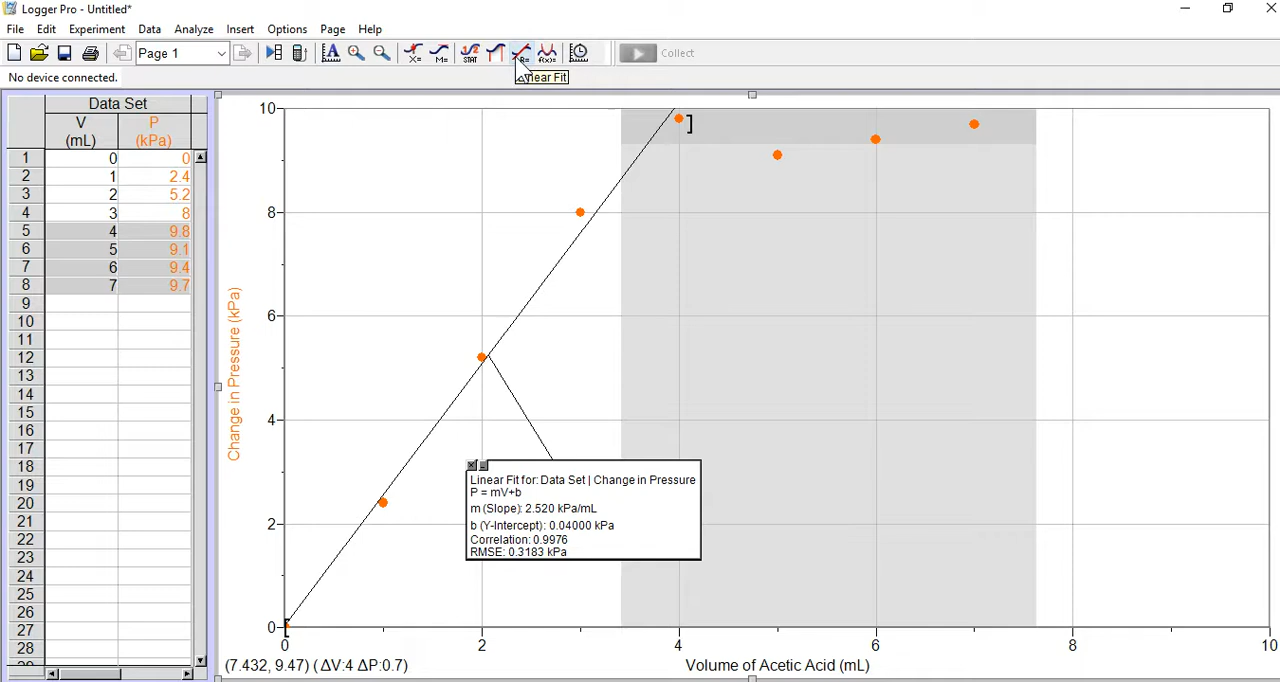 Logger Pro - Untitled*
File Edit Experiment Data Analyze Insert Options Page Help
Page 1
X= M= STAT R= f(x)= Collect
No device connected.
near Fit
Data Set
V P
(mL) (kPa)
1 0 0
2 1 2.4
3 2 5.2
4 3 8
5 4 9.8
6 5 9.1
7 6 9.4
8 7 9.7
9
10
11
12
13
14
15
16
17
18
19
20
21
22
23
24
25
26
27
28
29
Change in Pressure (kPa)
10
8
6
4
2
0
Linear Fit for: Data Set | Change in Pressure
P = mV+b
m (Slope): 2.520 kPa/mL
b (Y-Intercept): 0.04000 kPa
Correlation: 0.9976
RMSE: 0.3183 kPa
0 2 4 6 8 10
(7.432, 9.47) ( ΔV:4 ΔP:0.7)
Volume of Acetic Acid (mL)